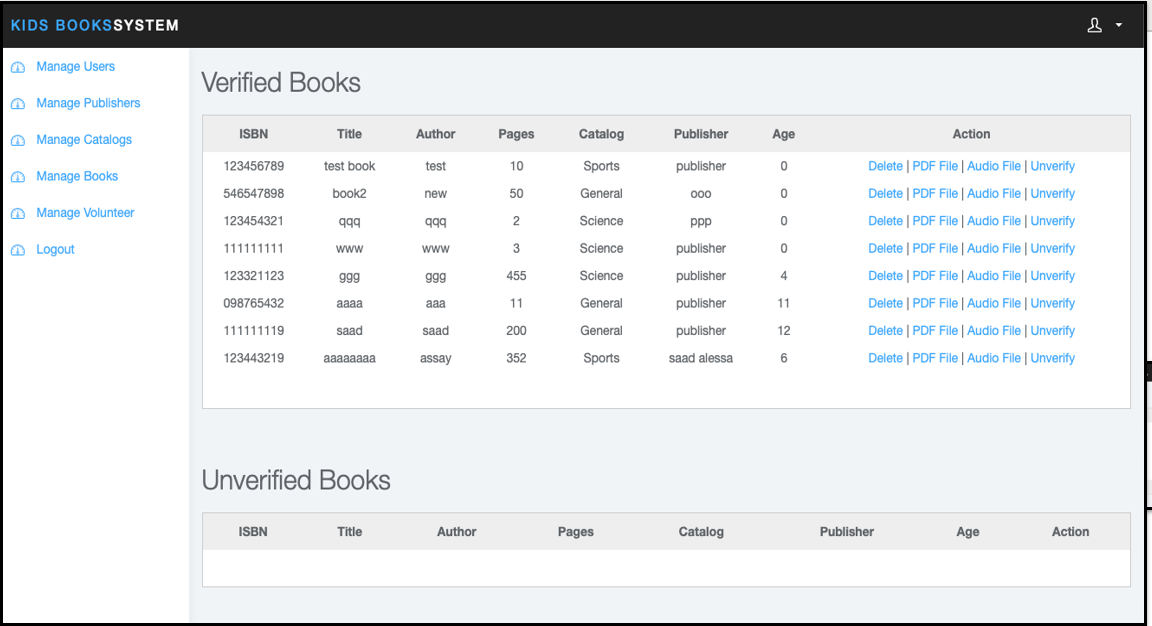 KIDS BOOKSSYSTEM
Manage Users
Manage Publishers
Manage Catalogs
Manage Books
Manage Volunteer
Logout
Verified Books
ISBN Title Author Pages Catalog Publisher Age Action
123456789 test book test 10 Sports publisher 0 Delete | PDF File | Audio File | Unverify
546547898 book2 new 50 General ooo 0 Delete | PDF File | Audio File | Unverify
123454321 qqq qqq 2 Science ppp 0 Delete | PDF File | Audio File | Unverify
111111111 www www 3 Science publisher 0 Delete | PDF File | Audio File | Unverify
123321123 ggg ggg 455 Science publisher 4 Delete | PDF File | Audio File | Unverify
098765432 aaaa aaa 11 General publisher 11 Delete | PDF File | Audio File | Unverify
111111119 saad saad 200 General publisher 12 Delete | PDF File | Audio File | Unverify
123443219 aaaaaaaa assay 352 Sports saad alessa 6 Delete | PDF File | Audio File | Unverify
Unverified Books
ISBN Title Author Pages Catalog Publisher Age Action